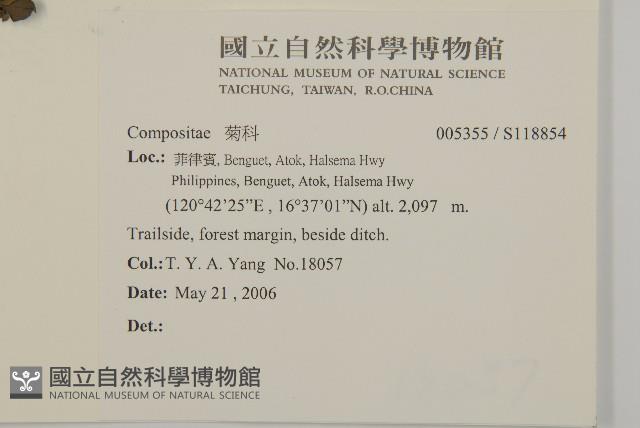 國立自然科學博物館
NATIONAL MUSEUM OF NATURAL SCIENCE
TAICHUNG, TAIWAN, R.O.CHINA
Compositae 菊科 005355 / S118854
Loc.: 菲律賓, Benguet, Atok, Halsema Hwy
Philippines, Benguet, Atok, Halsema Hwy
(120°42'25”E , 16°37'01”N) alt. 2,097 m.
Trailside, forest margin, beside ditch.
Col.: T. Y. A. Yang No.18057
Date: May 21 , 2006
Det.:
國立自然科學博物館
NATIONAL MUSEUM OF NATURAL SCIENCE